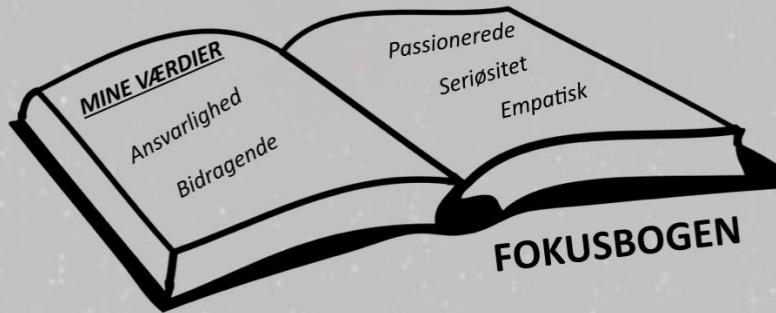 MINE VÆRDIER
Ansvarlighed
Bidragende
Passionerede
Seriøsitet
Empatisk
FOKUSBOGEN